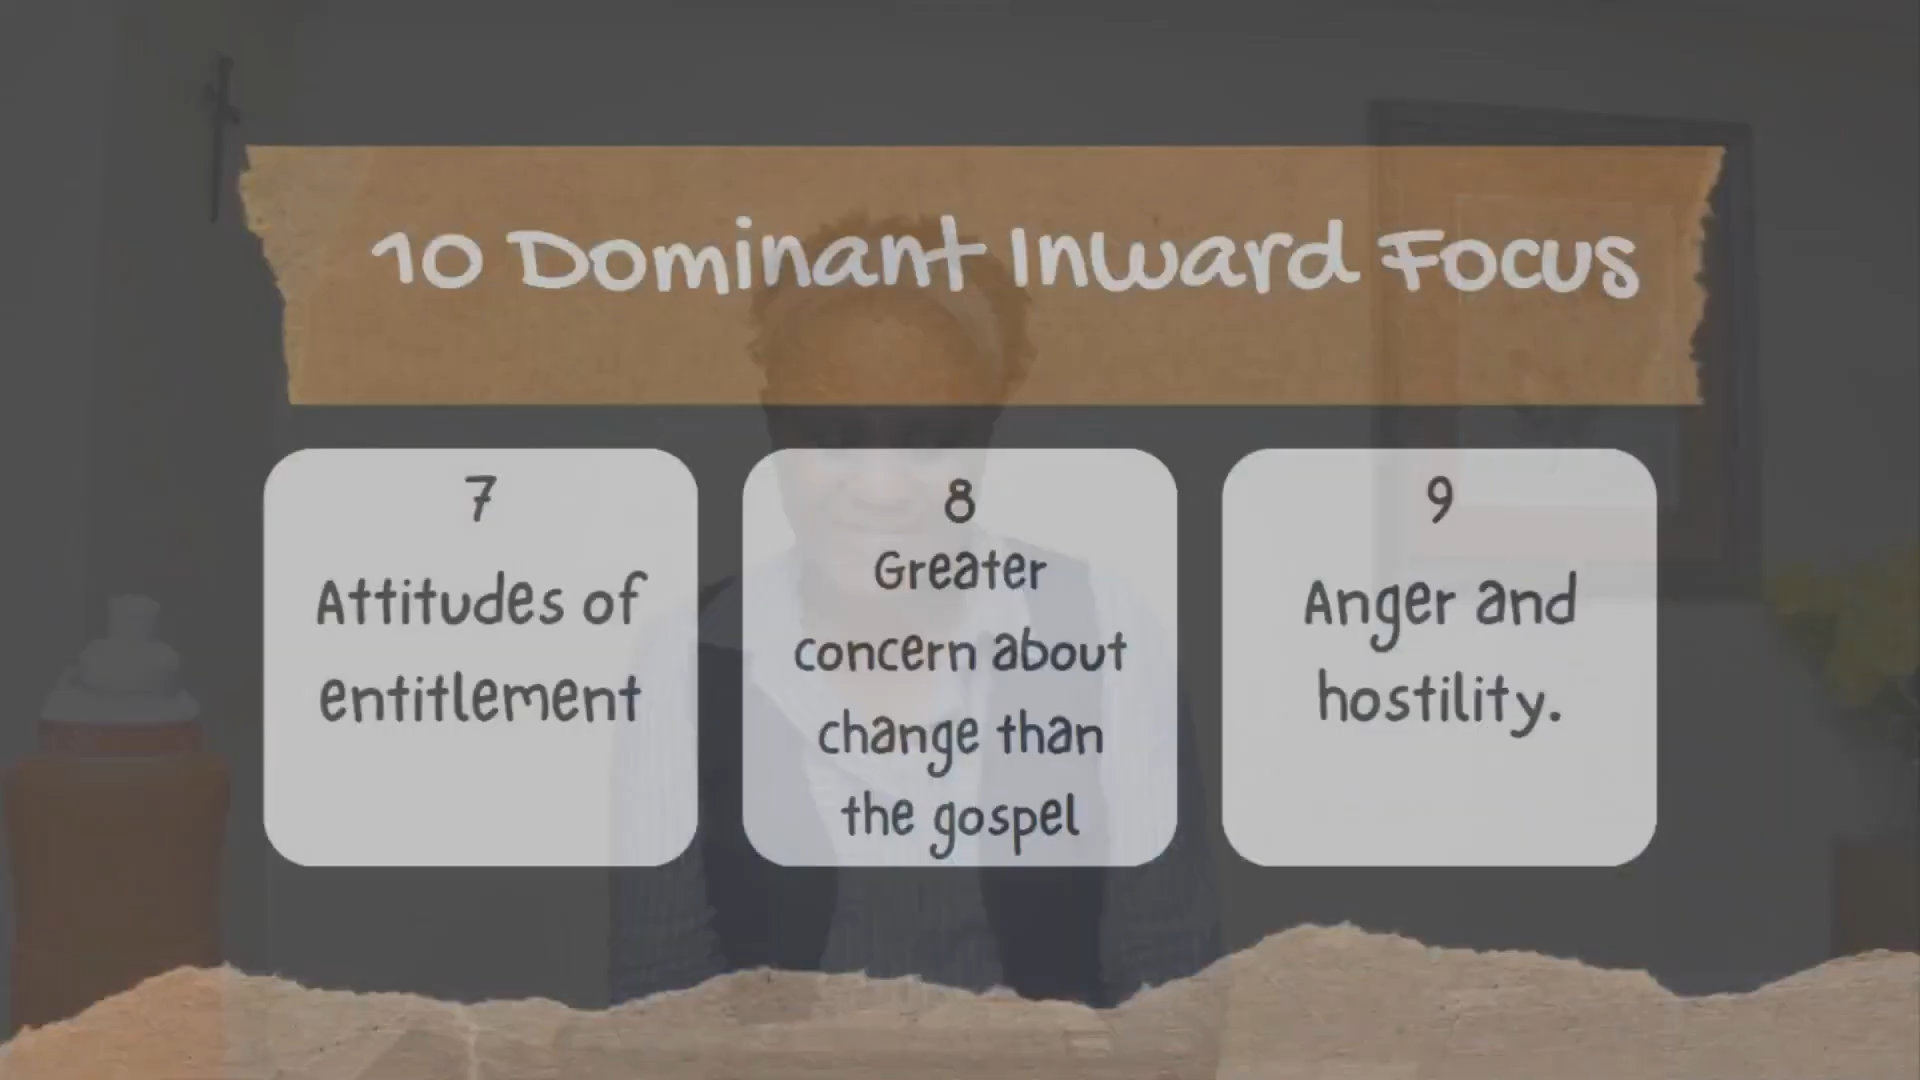 10 Dominant Inward Focus
7
Attitudes of
entitlement
8
Greater
concern about
change than
the gospel
9
Anger and
hostility.